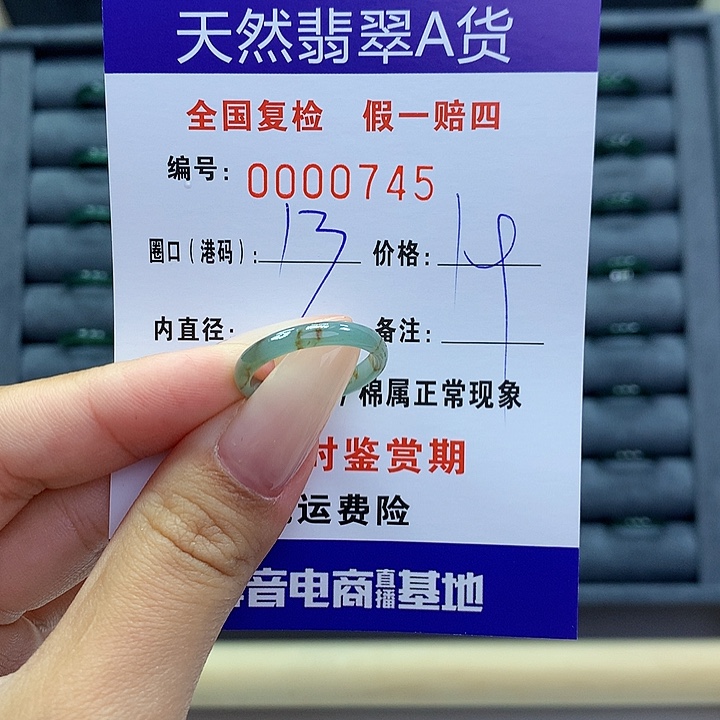 天然翡翠A货
全国复检 假一赔四
编号: 0000745
圈口(港码): 13 价格: 19
内直径: 备注:
棉属正常现象
时鉴赏期
运费险
音电商直播基地